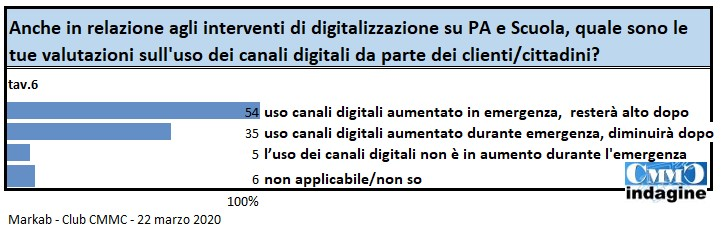 Anche in relazione agli interventi di digitalizzazione su PA e Scuola, quale sono le
tue valutazioni sull'uso dei canali digitali da parte dei clienti/cittadini?
tav.6
54 uso canali digitali aumentato in emergenza, resterà alto dopo
35 uso canali digitali aumentato durante emergenza, diminuirà dopo
5 l’uso dei canali digitali non è in aumento durante l'emergenza
6 non applicabile/non so
100%
CMMC
indagine
Markab - Club CMMC - 22 marzo 2020